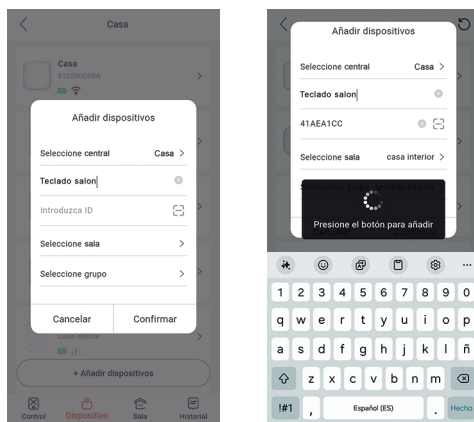 Casa
Casa
Añadir dispositivos
Seleccione central Casa
Teclado salon
Introduzca ID
Seleccione sala
Seleccione grupo
Cancelar Confirmar
Casa Interior
+ Añadir dispositivos
Control Dispositivo Sala Historial
Añadir dispositivos
Seleccione central Casa
Teclado salon
41AEA1CC
Seleccione sala casa interior
Presione el botón para añadir
1 2 3 4 5 6 7 8 9 0
q w e r t y u i o p
a s d f g h j k l ñ
z x c v b n m
!#1 , Español (ES) . Hecho